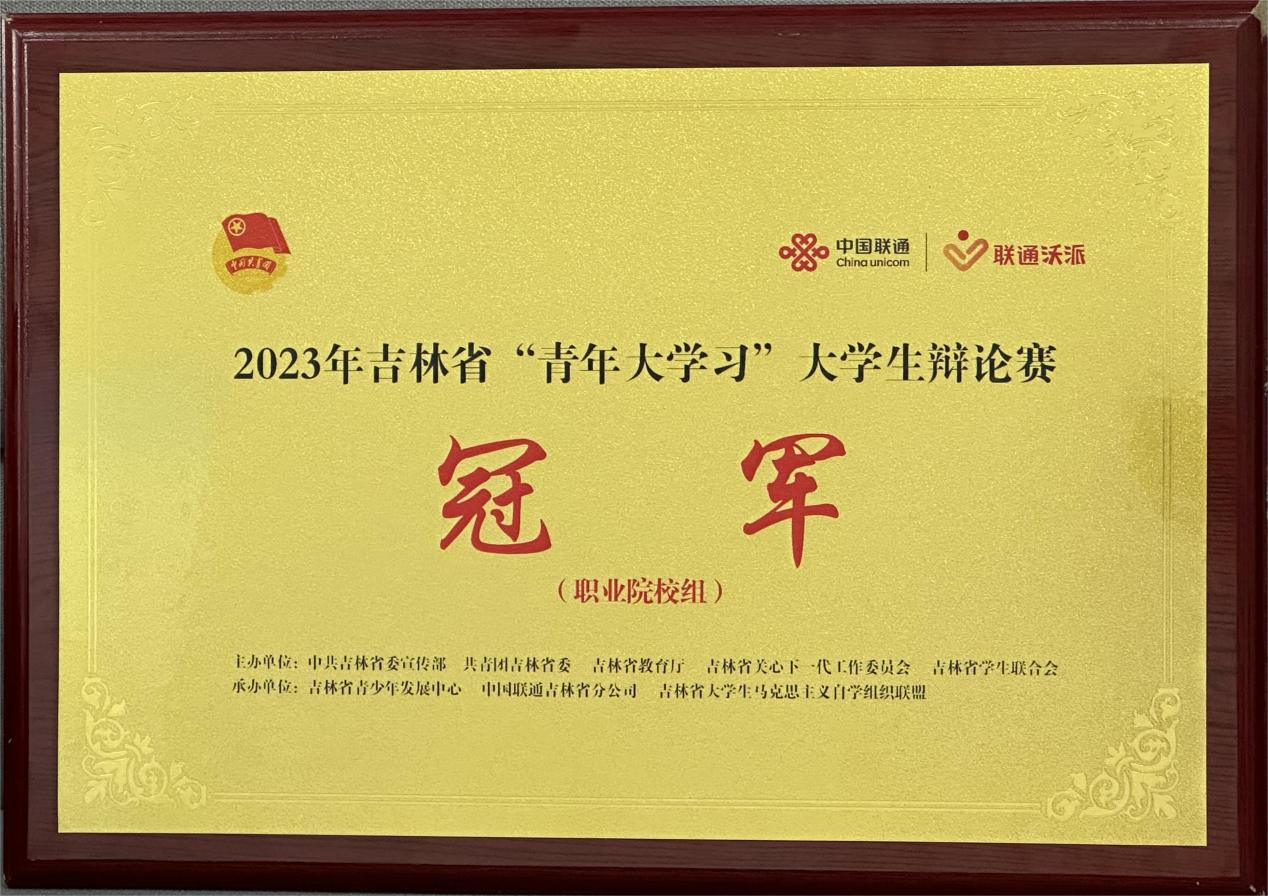 中国共青团
中国联通
China unicom
联通沃派
2023年吉林省“青年大学习”大学生辩论赛
冠 军
（职业院校组）
主办单位：中共吉林省委宣传部 共青团吉林省委 吉林省教育厅 吉林省关心下一代工作委员会 吉林省学生联合会
承办单位：吉林省青少年发展中心 中国联通吉林省分公司 吉林省大学生马克思主义自学组织联盟